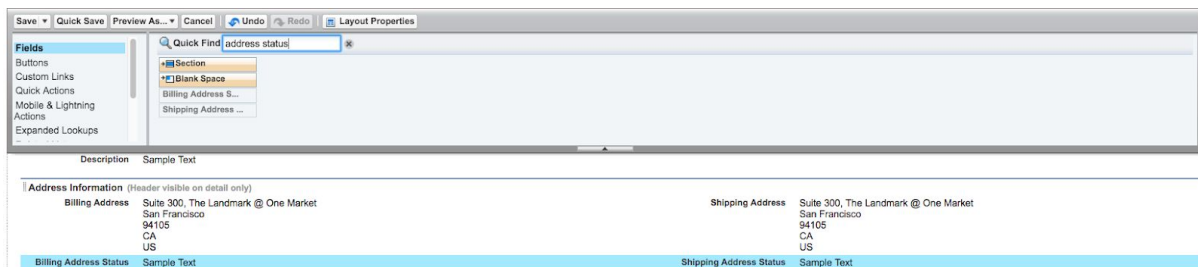 Save Quick Save Preview As... Cancel Undo Redo Layout Properties
Fields
Buttons
Custom Links
Quick Actions
Mobile & Lightning
Actions
Expanded Lookups
Quick Find address status
Section
Blank Space
Billing Address S...
Shipping Address ...
Description Sample Text
Address Information (Header visible on detail only)
Billing Address Suite 300, The Landmark @ One Market
San Francisco
94105
CA
US
Shipping Address Suite 300, The Landmark @ One Market
San Francisco
94105
CA
US
Billing Address Status Sample Text
Shipping Address Status Sample Text